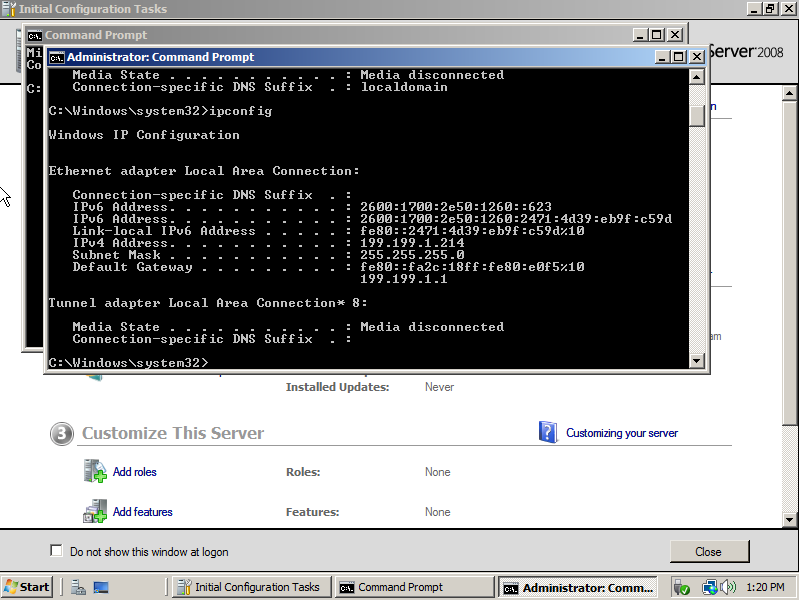 Initial Configuration Tasks
Command Prompt
Server 2008
Mi
Co
C:
Administrator: Command Prompt
Media State . . . . . . . . . . . : Media disconnected
Connection-specific DNS Suffix  . : localdomain
C:\Windows\system32>ipconfig
Windows IP Configuration
Ethernet adapter Local Area Connection:
Connection-specific DNS Suffix  . :
IPv6 Address. . . . . . . . . . . : 2600:1700:2e50:1260::623
IPv6 Address. . . . . . . . . . . : 2600:1700:2e50:1260:2471:4d39:eb9f:c59d
Link-local IPv6 Address . . . . . : fe80::2471:4d39:eb9f:c59d%10
IPv4 Address. . . . . . . . . . . : 199.199.1.214
Subnet Mask . . . . . . . . . . . : 255.255.255.0
Default Gateway . . . . . . . . . : fe80::fa2c:18ff:fe80:e0f5%10
199.199.1.1
Tunnel adapter Local Area Connection* 8:
Media State . . . . . . . . . . . : Media disconnected
Connection-specific DNS Suffix  . :
C:\Windows\system32>
n
am
Installed Updates: Never
3 Customize This Server
Customizing your server
Add roles Roles: None
Add features Features: None
Do not show this window at logon
Close
Start Initial Configuration Tasks Command Prompt Administrator: Comm... 1:20 PM